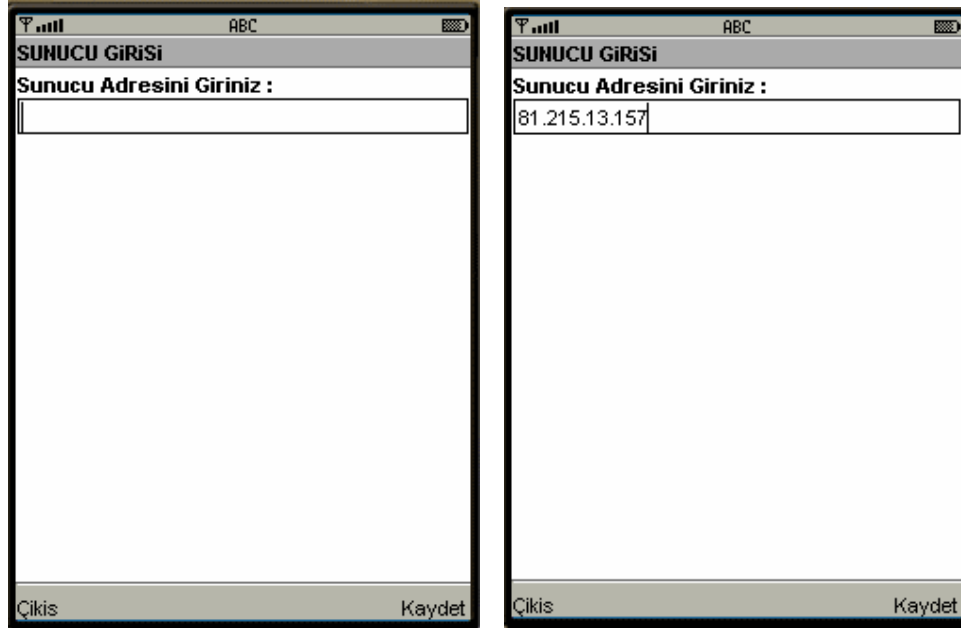 ABC
SUNUCU GiRiSi
Sunucu Adresini Giriniz :
Çikis Kaydet
ABC
SUNUCU GiRiSi
Sunucu Adresini Giriniz :
81.215.13.157
Çikis Kaydet